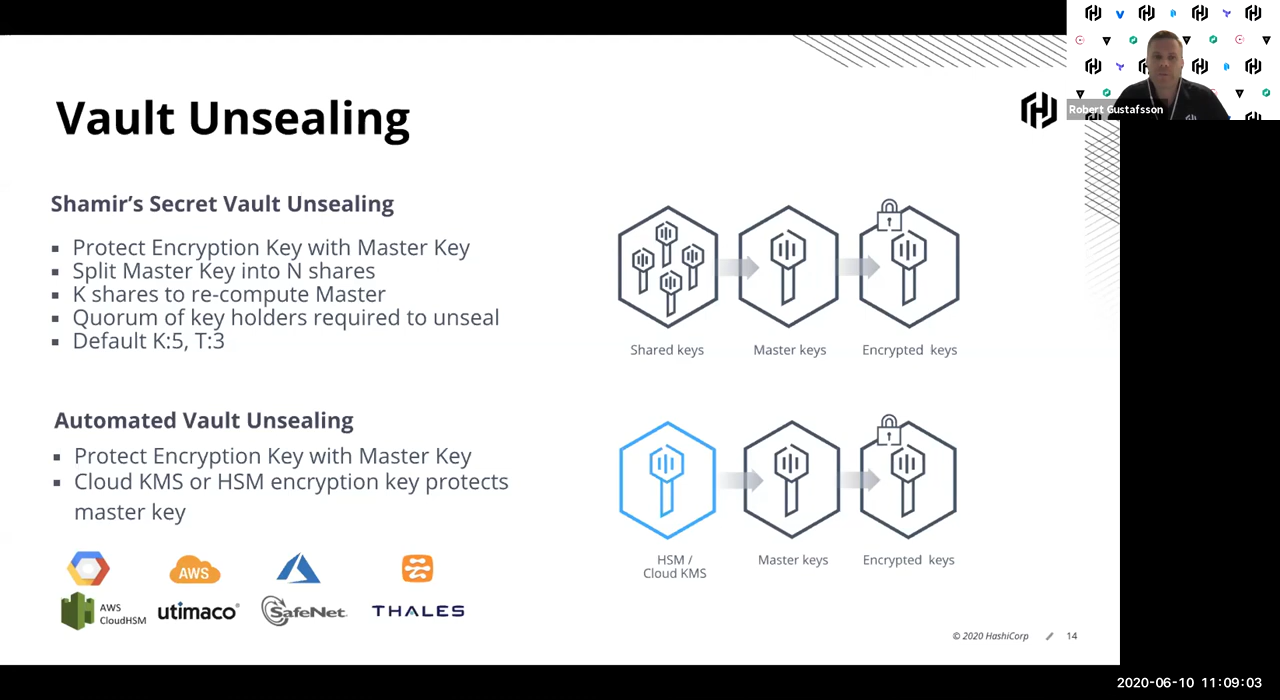 Vault Unsealing
Robert Gustafsson
Shamir’s Secret Vault Unsealing
▪ Protect Encryption Key with Master Key
▪ Split Master Key into N shares
▪ K shares to re-compute Master
▪ Quorum of key holders required to unseal
▪ Default K:5, T:3
Shared keys
Master keys
Encrypted keys
Automated Vault Unsealing
▪ Protect Encryption Key with Master Key
▪ Cloud KMS or HSM encryption key protects
master key
HSM /
Cloud KMS
Master keys
Encrypted keys
AWS
AWS
CloudHSM
utimaco®
SafeNet
THALES
© 2020 HashiCorp
14
2020-06-10 11:09:03